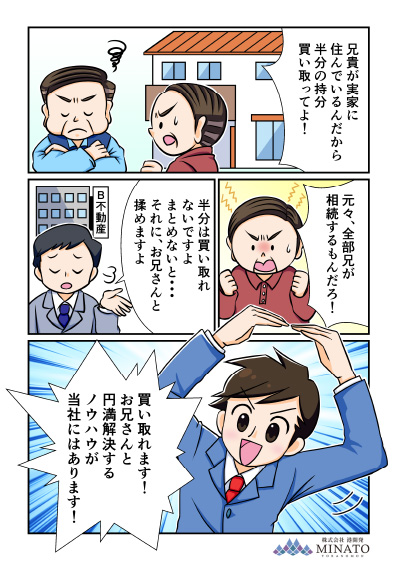 兄貴が実家に
住んでいるんだから
半分の持分
買い取ってよ!
元々、全部兄が
相続するもんだろ!
B不動産
半分は買い取れ
ないですよ
まとめないと・・・
それに、お兄さんと
揉めますよ
買い取れます!
お兄さんと
円満解決する
ノウハウが
当社にはあります!
株式会社 港開発
MINATO